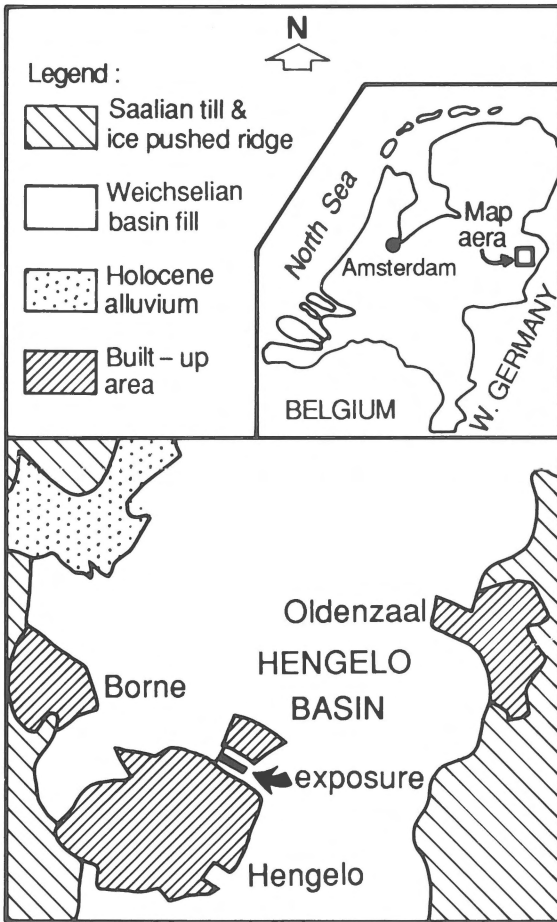 N
Legend :
Saalian till &
ice pushed ridge
Weichselian
basin fill
Holocene
alluvium
Built – up
area
North Sea
Map
aera
Amsterdam
W. GERMANY
BELGIUM
Oldenzaal
HENGELO
BASIN
Borne
exposure
Hengelo